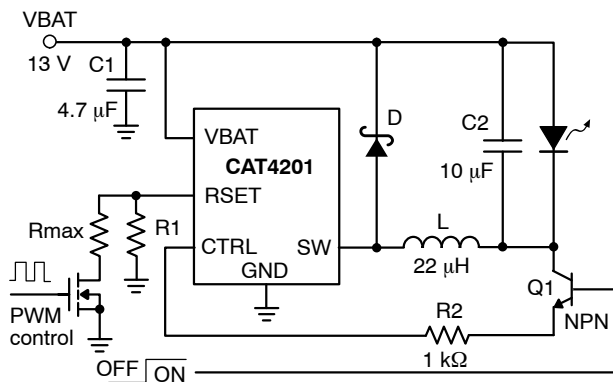 VBAT
13 V
C1
4.7 μF
D
C2
10 μF
VBAT
CAT4201
RSET
Rmax
R1
CTRL
SW
L
22 μH
GND
Q1
NPN
PWM
control
R2
1 kΩ
OFF ON